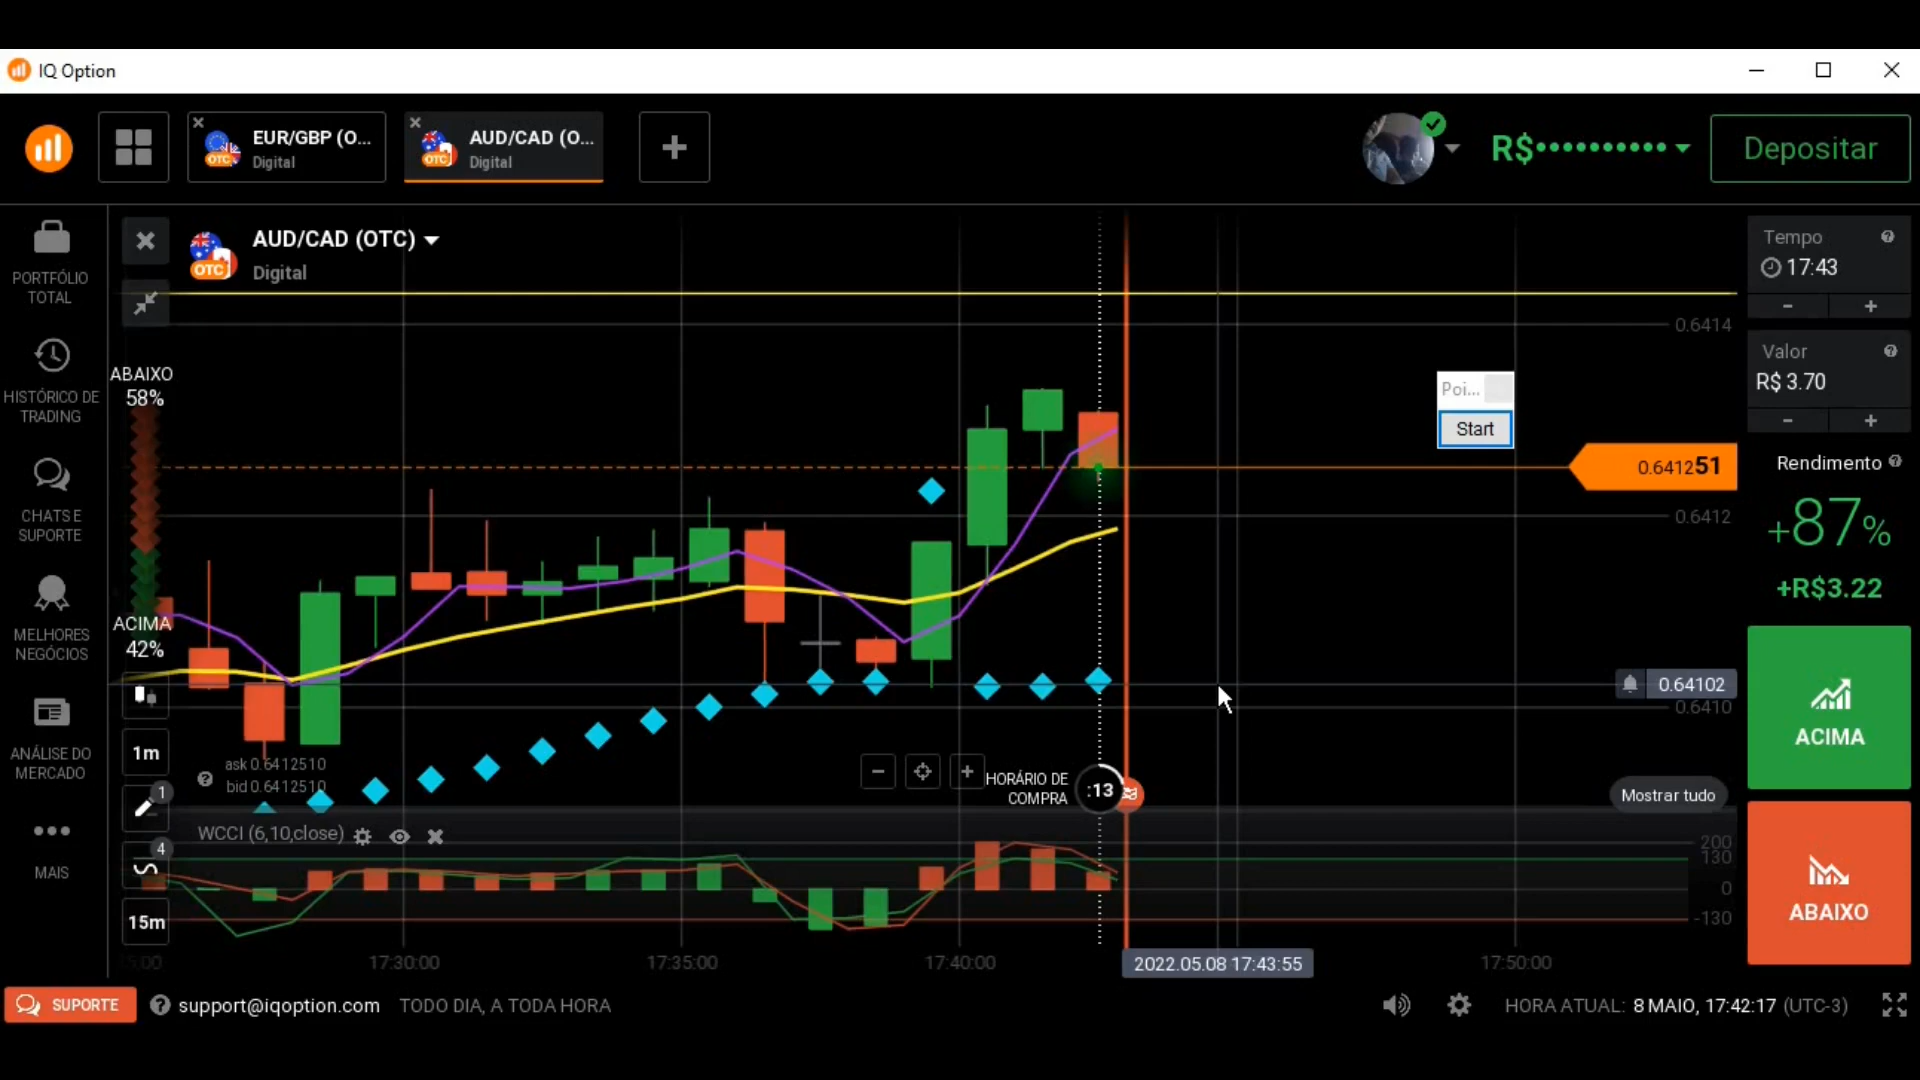 IQ Option
EUR/GBP (O...
Digital
AUD/CAD (O...
Digital
R$••••••••••
Depositar
PORTFÓLIO
TOTAL
HISTÓRICO DE
TRADING
CHATS E
SUPORTE
MELHORES
NEGÓCIOS
ANÁLISE DO
MERCADO
MAIS
AUD/CAD (OTC)
Digital
OTC
ABAIXO
58%
ACIMA
42%
1m
1
4
15m
ask 0.6412510
bid 0.6412510
WCCI (6,10,close)
HORÁRIO DE
COMPRA
:13
Poi...
Start
0.6414
0.641251
0.6412
0.64102
0.6410
Mostrar tudo
200
130
0
-130
17:30:00
17:35:00
17:40:00
2022.05.08 17:43:55
17:50:00
Tempo
17:43
- +
Valor
R$ 3.70
- +
Rendimento
+87%
+R$3.22
ACIMA
ABAIXO
SUPORTE
support@iqoption.com
TODO DIA, A TODA HORA
HORA ATUAL: 8 MAIO, 17:42:17 (UTC-3)